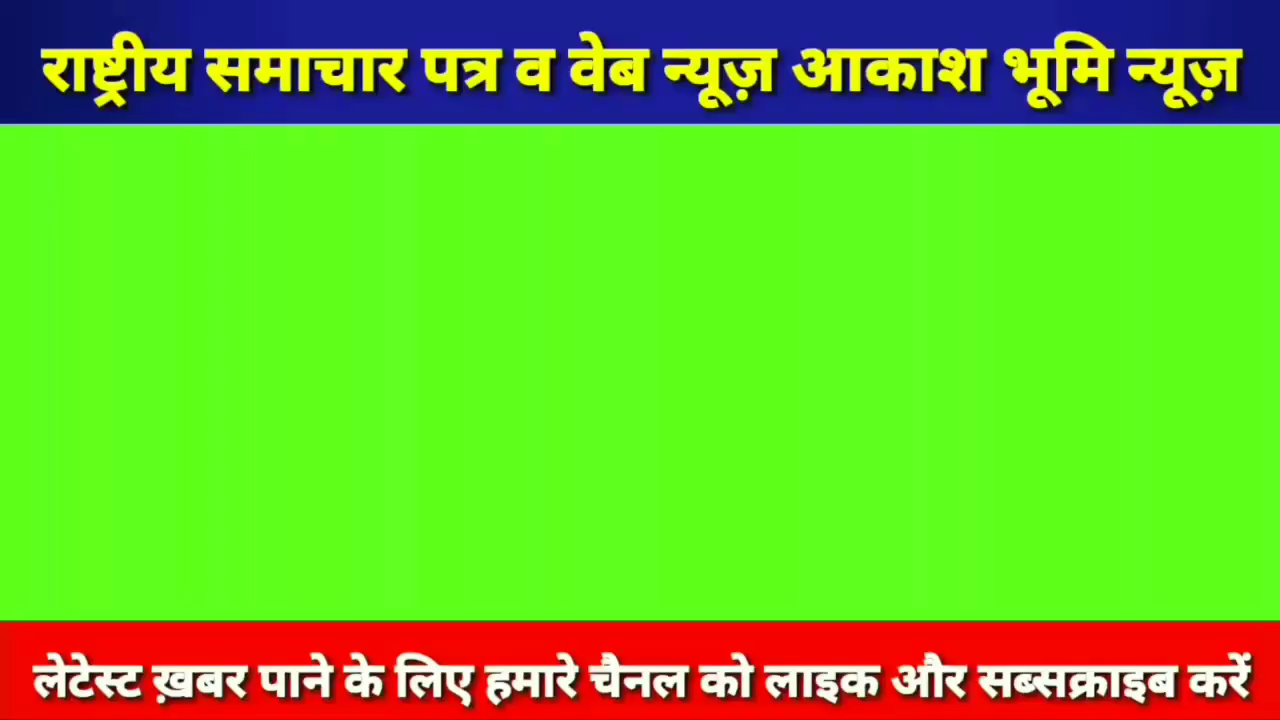 राष्ट्रीय समाचार पत्र व वेब न्यूज़ आकाश भूमि न्यूज़
लेटेस्ट ख़बर पाने के लिए हमारे चैनल को लाइक और सब्सक्राइब करें